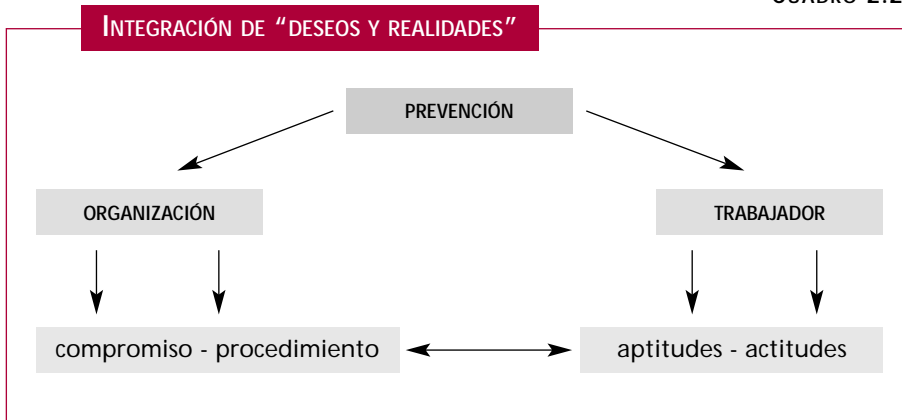 CUADRO 2.2
INTEGRACIÓN DE “DESEOS Y REALIDADES”
PREVENCIÓN
ORGANIZACIÓN
TRABAJADOR
compromiso - procedimiento
aptitudes - actitudes